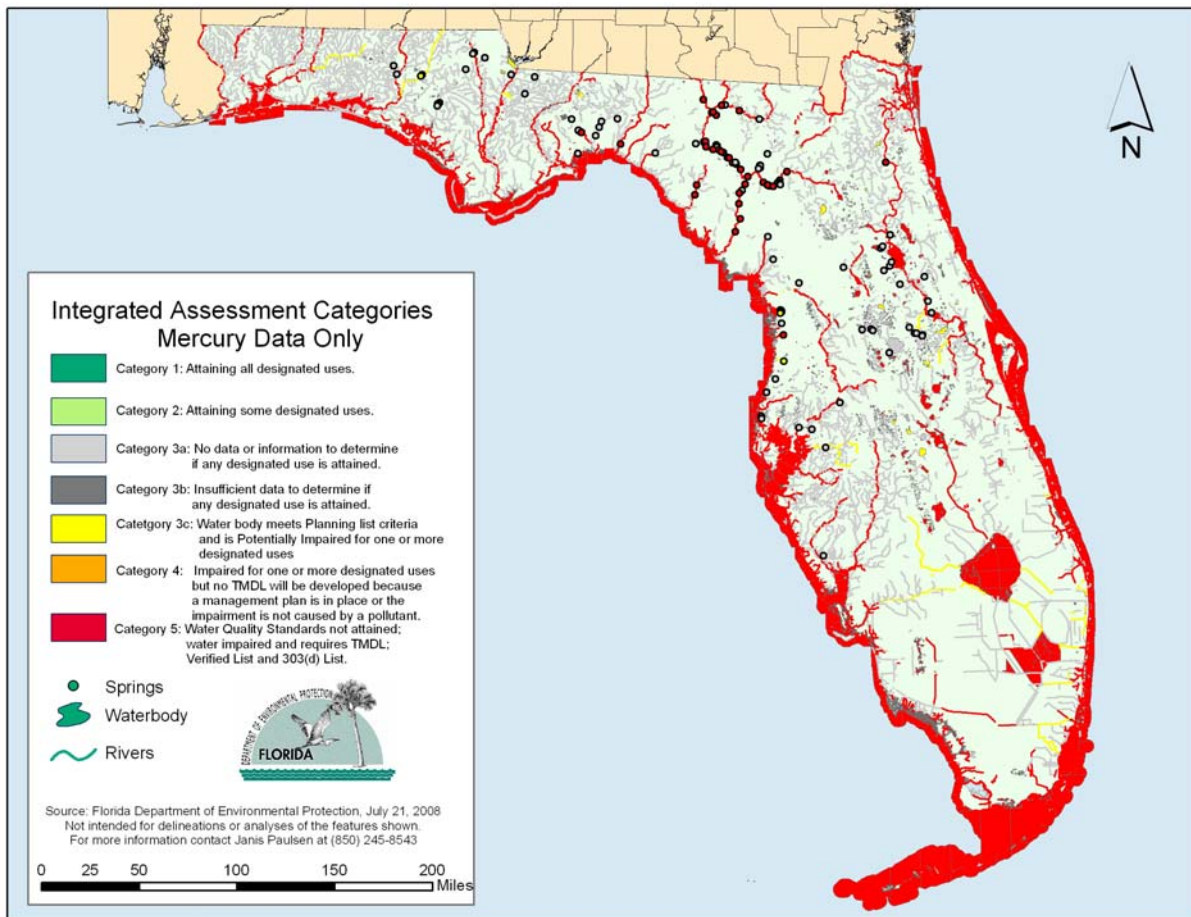 N
Integrated Assessment Categories
Mercury Data Only
Category 1: Attaining all designated uses.
Category 2: Attaining some designated uses.
Category 3a: No data or information to determine
if any designated use is attained.
Category 3b: Insufficient data to determine if
any designated use is attained.
Catetgory 3c: Water body meets Planning list criteria
and is Potentially Impaired for one or more
designated uses
Category 4: Impaired for one or more designated uses
but no TMDL will be developed because
a management plan is in place or the
impairment is not caused by a pollutant.
Category 5: Water Quality Standards not attained;
water impaired and requires TMDL;
Verified List and 303(d) List.
Springs
Waterbody
Rivers
DEPARTMENT OF ENVIRONMENTAL PROTECTION
FLORIDA
Source: Florida Department of Environmental Protection, July 21, 2008
Not intended for delineations or analyses of the features shown.
For more information contact Janis Paulsen at (850) 245-8543
0 25 50 100 150 200
Miles